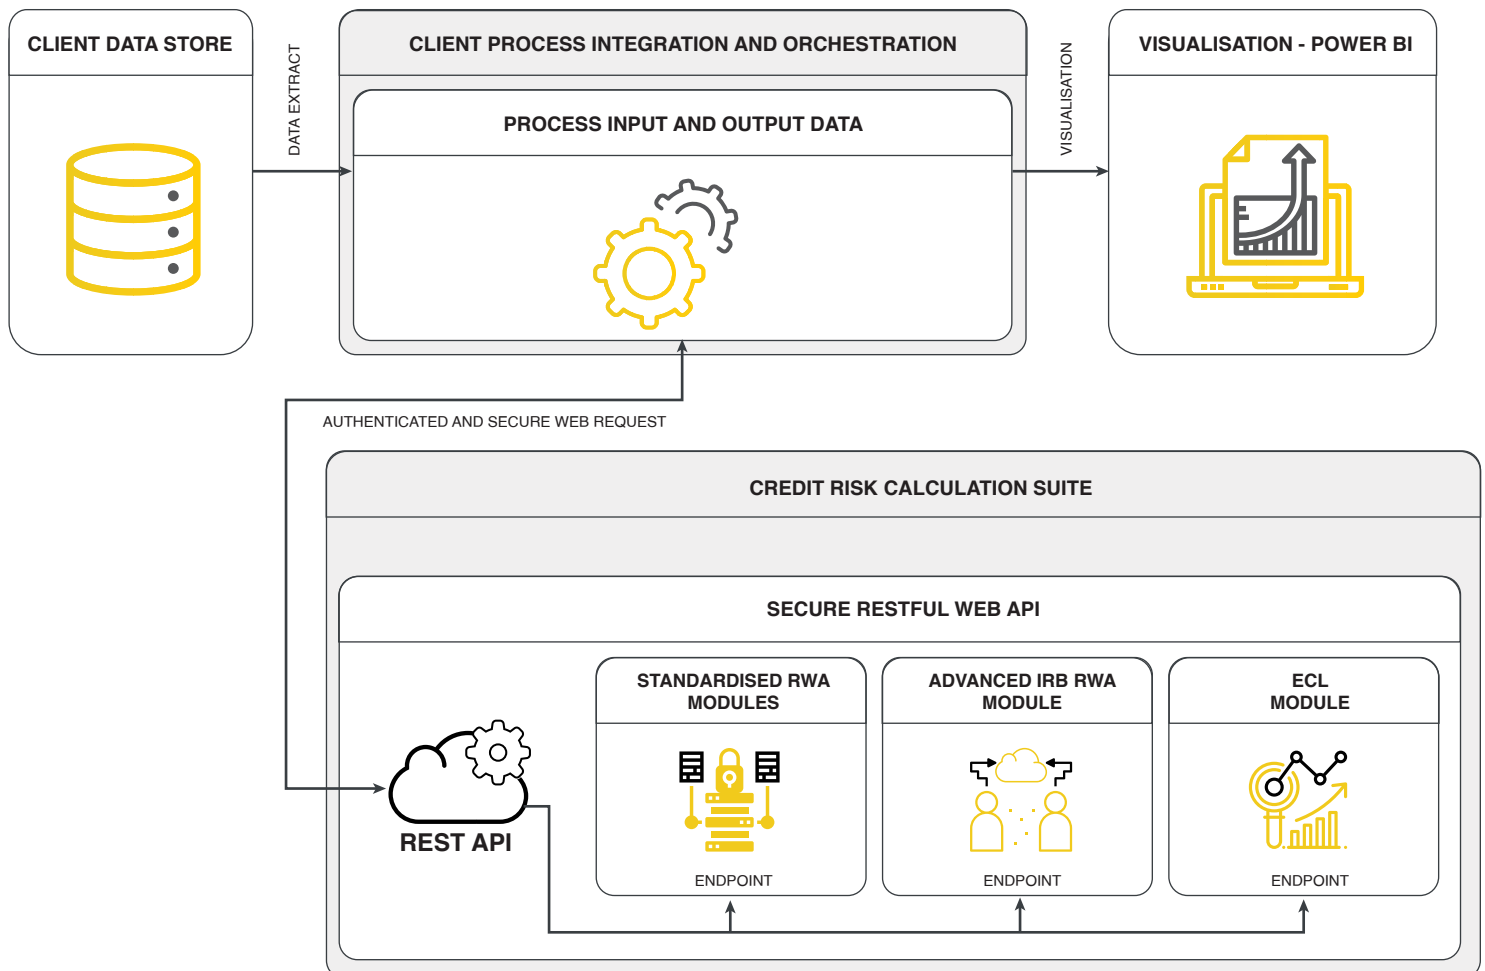 CLIENT DATA STORE
DATA EXTRACT
CLIENT PROCESS INTEGRATION AND ORCHESTRATION
PROCESS INPUT AND OUTPUT DATA
VISUALISATION
VISUALISATION - POWER BI
AUTHENTICATED AND SECURE WEB REQUEST
CREDIT RISK CALCULATION SUITE
SECURE RESTFUL WEB API
REST API
STANDARDISED RWA
MODULES
ENDPOINT
ADVANCED IRB RWA
MODULE
ENDPOINT
ECL
MODULE
ENDPOINT